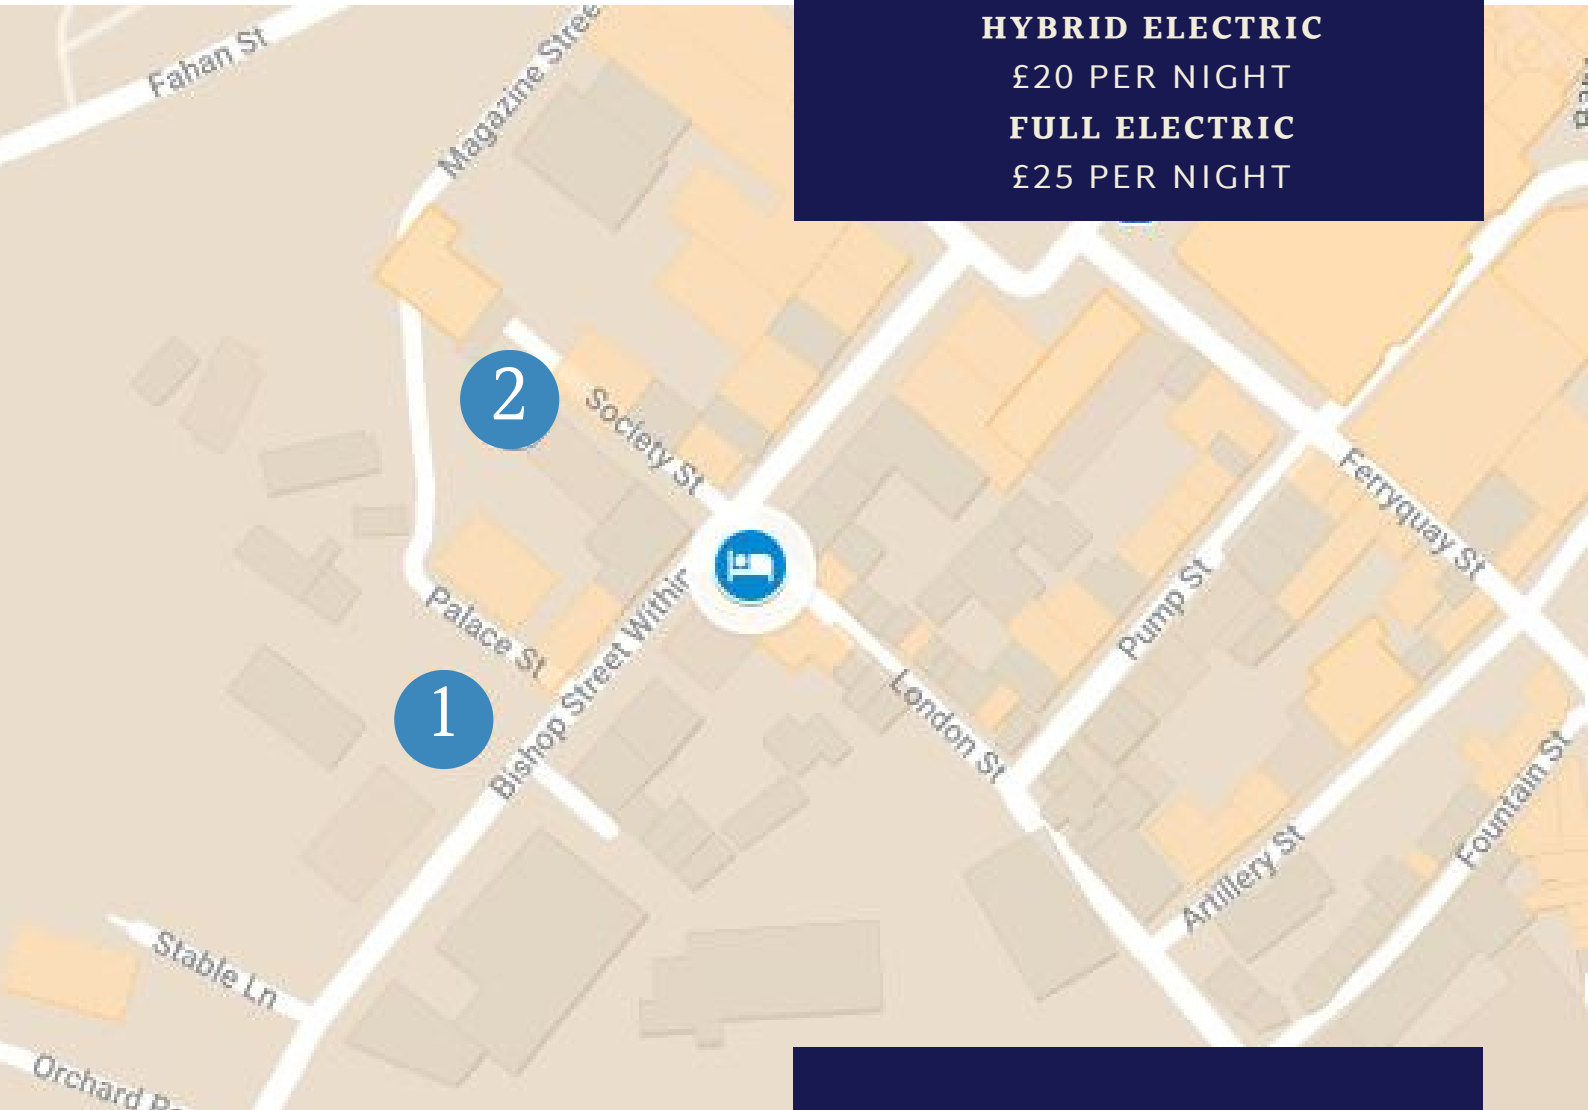 HYBRID ELECTRIC
£20 PER NIGHT
FULL ELECTRIC
£25 PER NIGHT
Fahan St
Magazine Stree
2
Society St
Ferryquay St
Pump St
Palace St
Bishop Street Within
1
London St
Fountain St
Artillery St
Stable Ln
Orchard